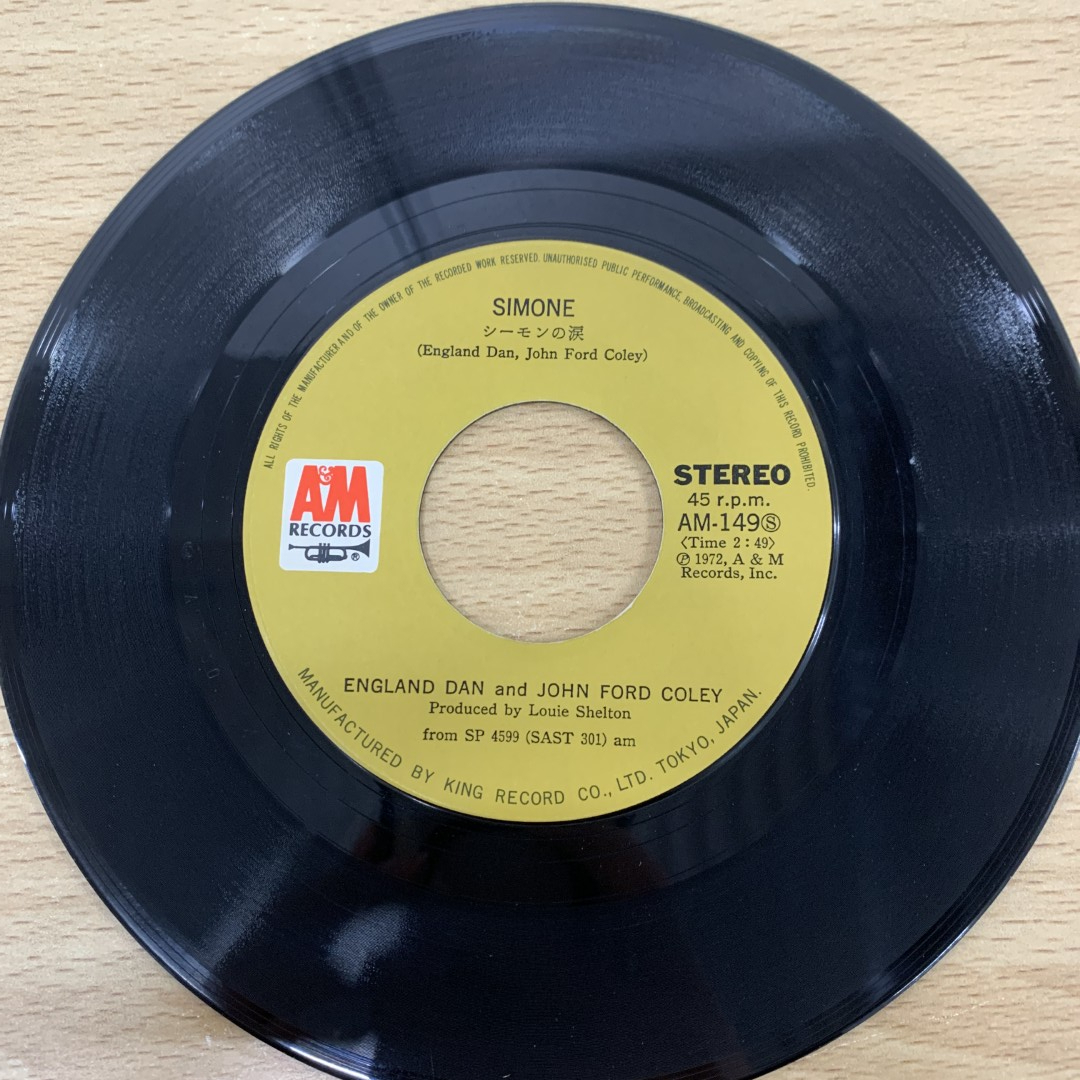 ALL RIGHTS OF THE MANUFACTURER AND OF THE OWNER OF THE RECORDED WORK RESERVED. UNAUTHORISED PUBLIC PERFORMANCE, BROADCASTING AND COPYING OF THIS RECORD PROHIBITED.
SIMONE
シーモンの涙
(England Dan, John Ford Coley)
A&M
RECORDS
®
STEREO
45 r.p.m.
AM-149Ⓢ
〈Time 2:49〉
Ⓟ 1972, A & M
Records, Inc.
ENGLAND DAN and JOHN FORD COLEY
Produced by Louie Shelton
from SP 4599 (SAST 301) am
MANUFACTURED BY KING RECORD CO., LTD. TOKYO, JAPAN.